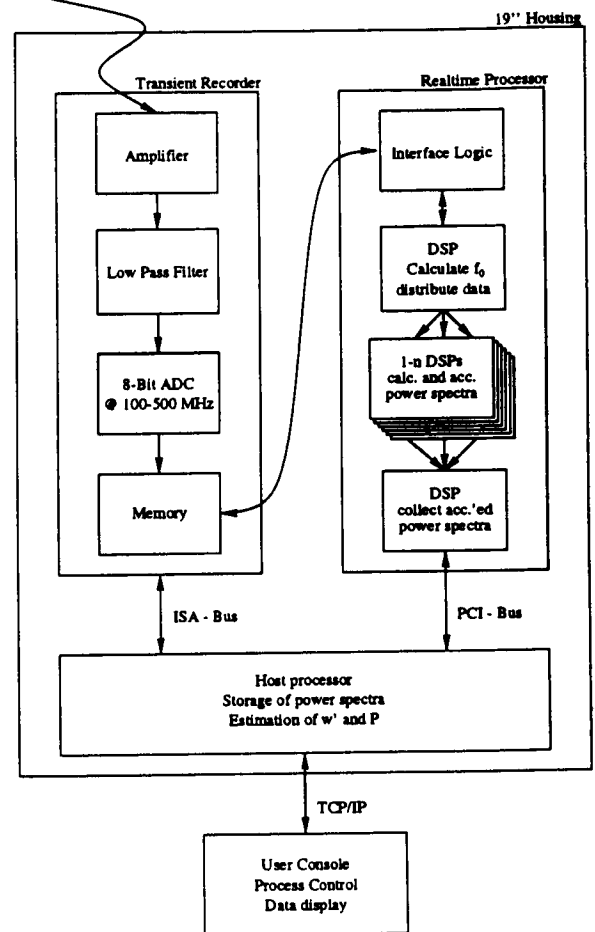 19’’ Housing
Transient Recorder
Amplifier
Low Pass Filter
8-Bit ADC
@ 100-500 MHz
Memory
Realtime Processor
Interface Logic
DSP
Calculate f₀
distribute data
1-n DSPs
calc. and acc.
power spectra
DSP
collect acc.'ed
power spectra
ISA - Bus
PCI - Bus
Host processor
Storage of power spectra
Estimation of w' and P
TCP/IP
User Console
Process Control
Data display